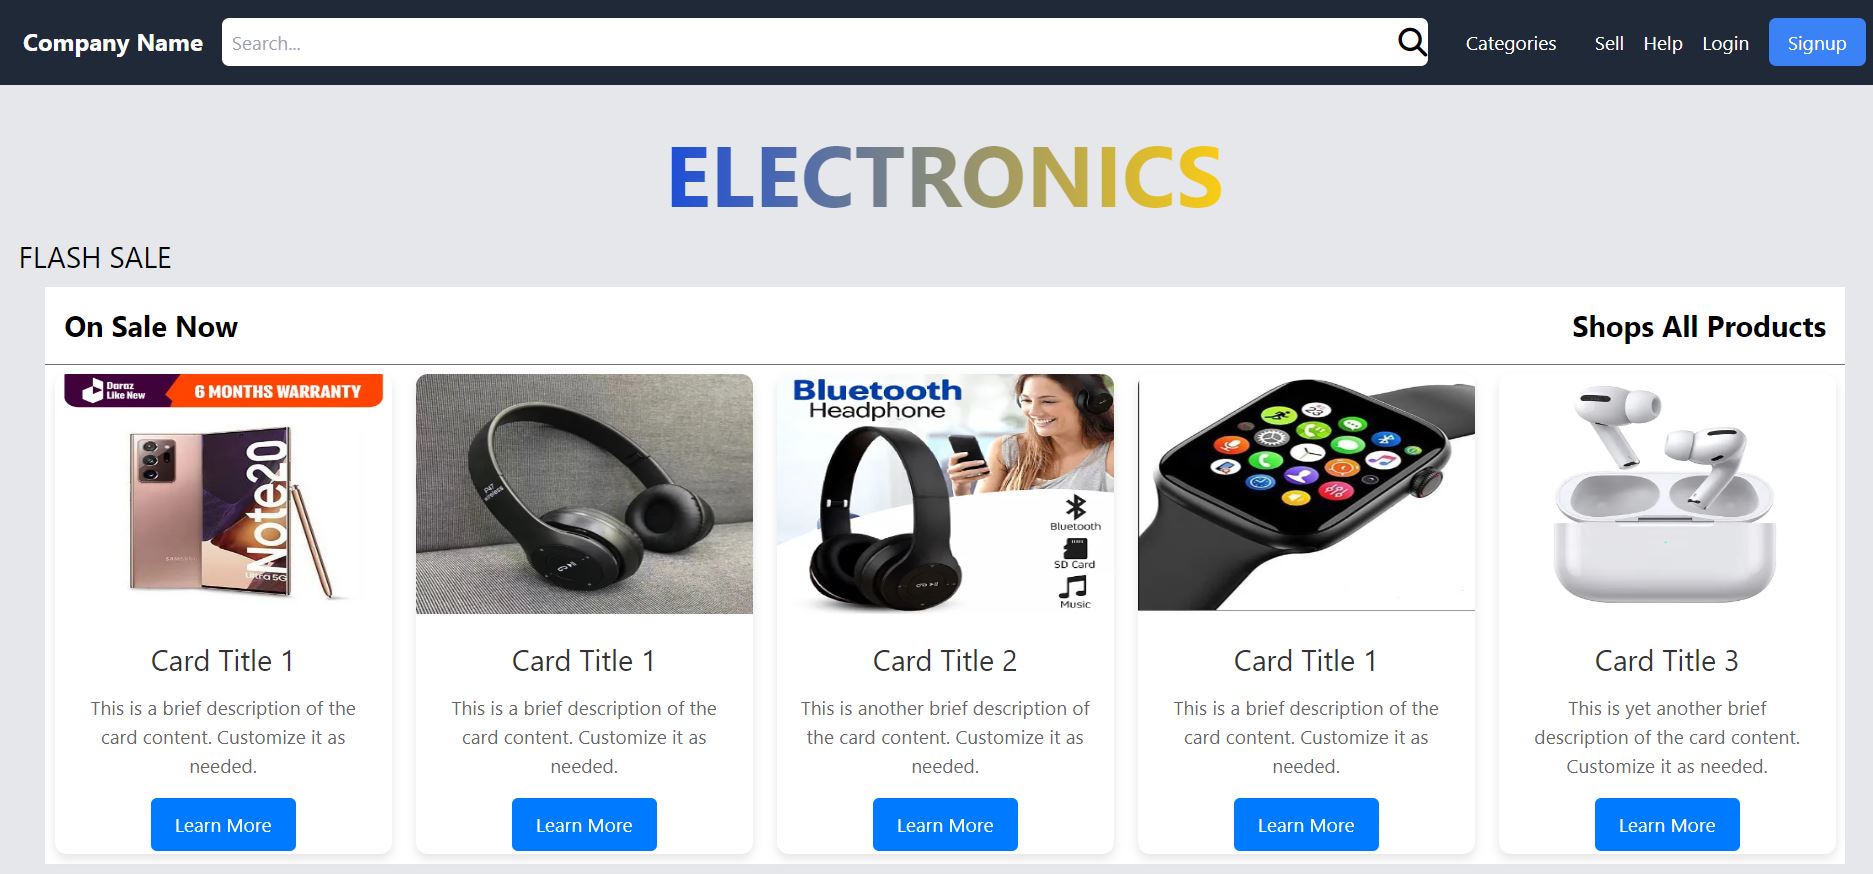 Company Name
Search...
Categories
Sell
Help
Login
Signup
ELECTRONICS
FLASH SALE
On Sale Now
Shops All Products
Daraz
Like New
6 MONTHS WARRANTY
SAMSUNG
Note20
Ultra 5G
P47
wireless
Bluetooth
Headphone
Bluetooth
SD Card
Music
23
Card Title 1
This is a brief description of the
card content. Customize it as
needed.
Learn More
Card Title 1
This is a brief description of the
card content. Customize it as
needed.
Learn More
Card Title 2
This is another brief description of
the card content. Customize it as
needed.
Learn More
Card Title 1
This is a brief description of the
card content. Customize it as
needed.
Learn More
Card Title 3
This is yet another brief
description of the card content.
Customize it as needed.
Learn More